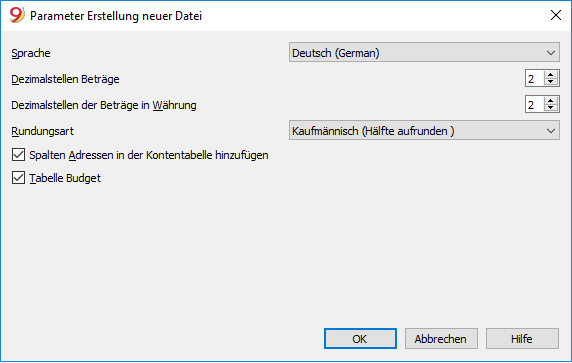 9 Parameter Erstellung neuer Datei
Sprache Deutsch (German)
Dezimalstellen Beträge 2
Dezimalstellen der Beträge in Währung 2
Rundungsart Kaufmännisch (Hälfte aufrunden )
Spalten Adressen in der Kontentabelle hinzufügen
Tabelle Budget
OK Abbrechen Hilfe